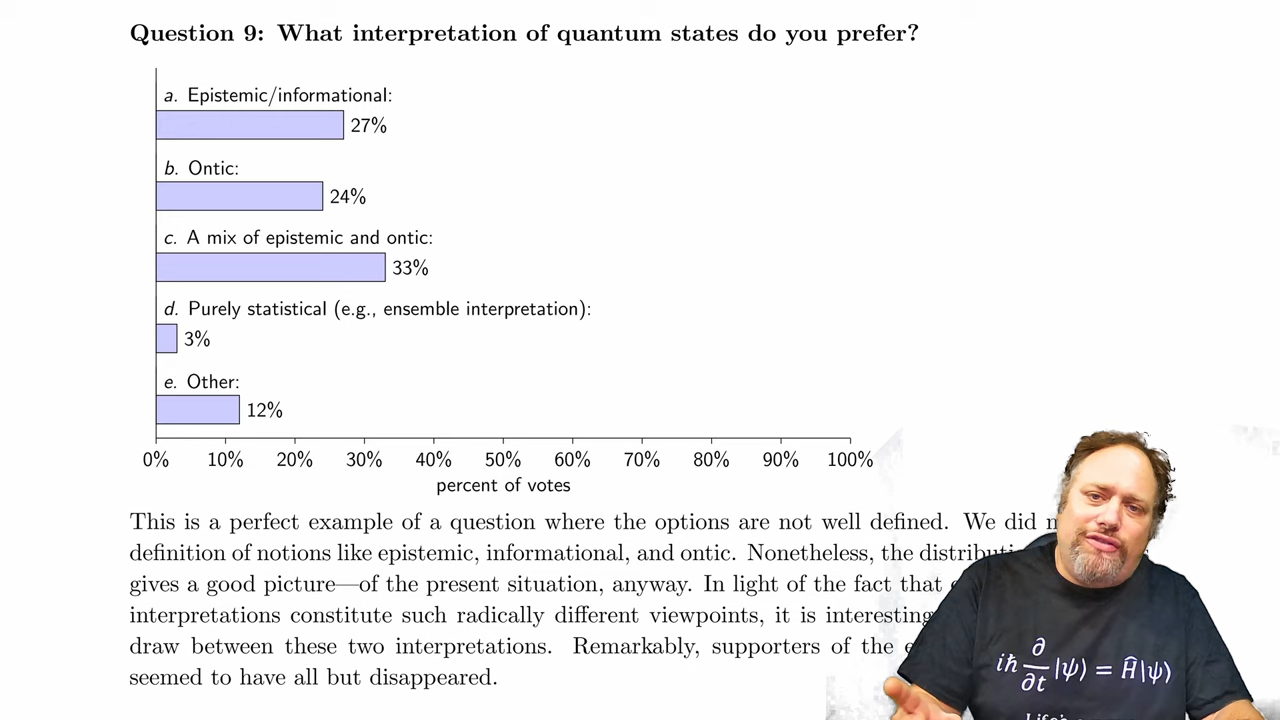 Question 9: What interpretation of quantum states do you prefer?
a. Epistemic/informational:
27%
b. Ontic:
24%
c. A mix of epistemic and ontic:
33%
d. Purely statistical (e.g., ensemble interpretation):
3%
e. Other:
12%
0% 10% 20% 30% 40% 50% 60% 70% 80% 90% 100%
percent of votes
This is a perfect example of a question where the options are not well defined. We did
definition of notions like epistemic, informational, and ontic. Nonetheless, the
gives a good picture—of the present situation, anyway. In light of the fact that
interpretations constitute such radically different viewpoints, it is interesting
draw between these two interpretations. Remarkably, supporters of the
seemed to have all but disappeared.
iħ ∂/∂t |ψ⟩ = Ĥ|ψ⟩